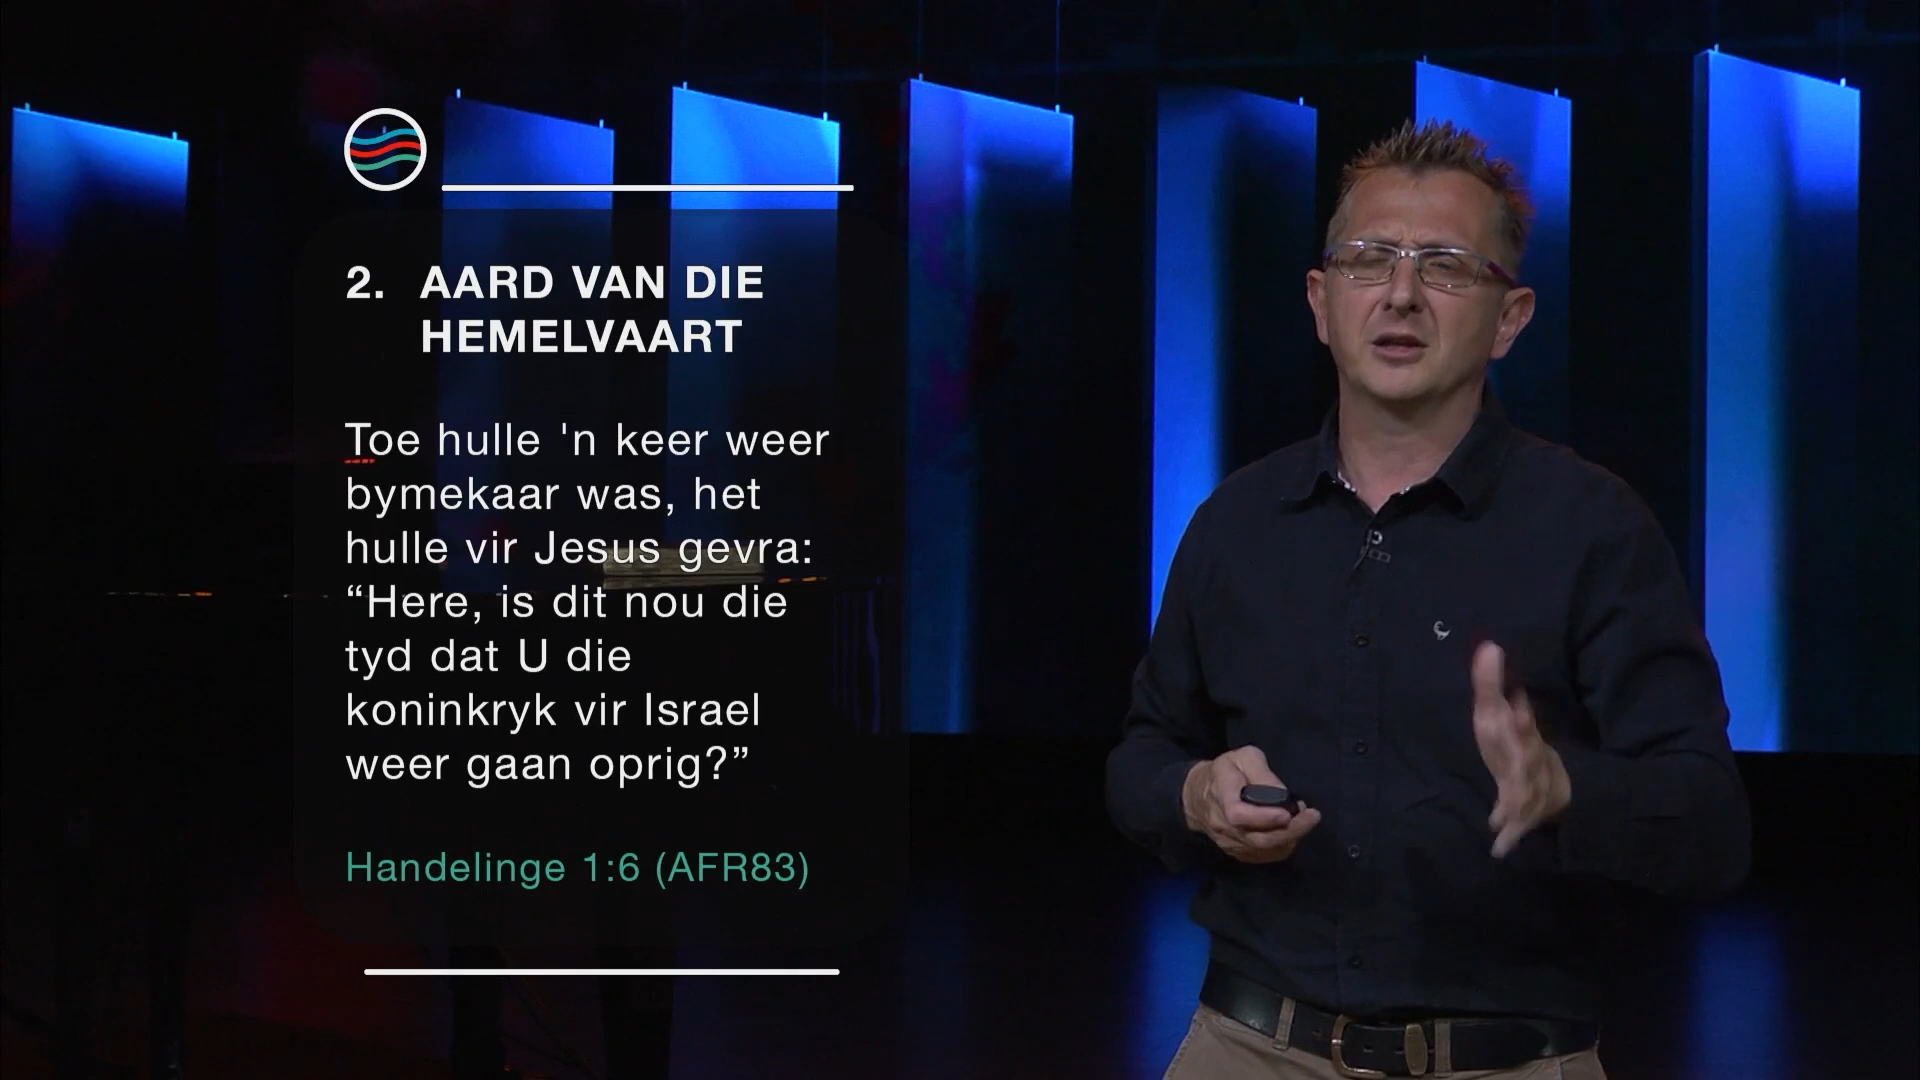 2. AARD VAN DIE
HEMELVAART
Toe hulle 'n keer weer
bymekaar was, het
hulle vir Jesus gevra:
“Here, is dit nou die
tyd dat U die
koninkryk vir Israel
weer gaan oprig?”
Handelinge 1:6 (AFR83)